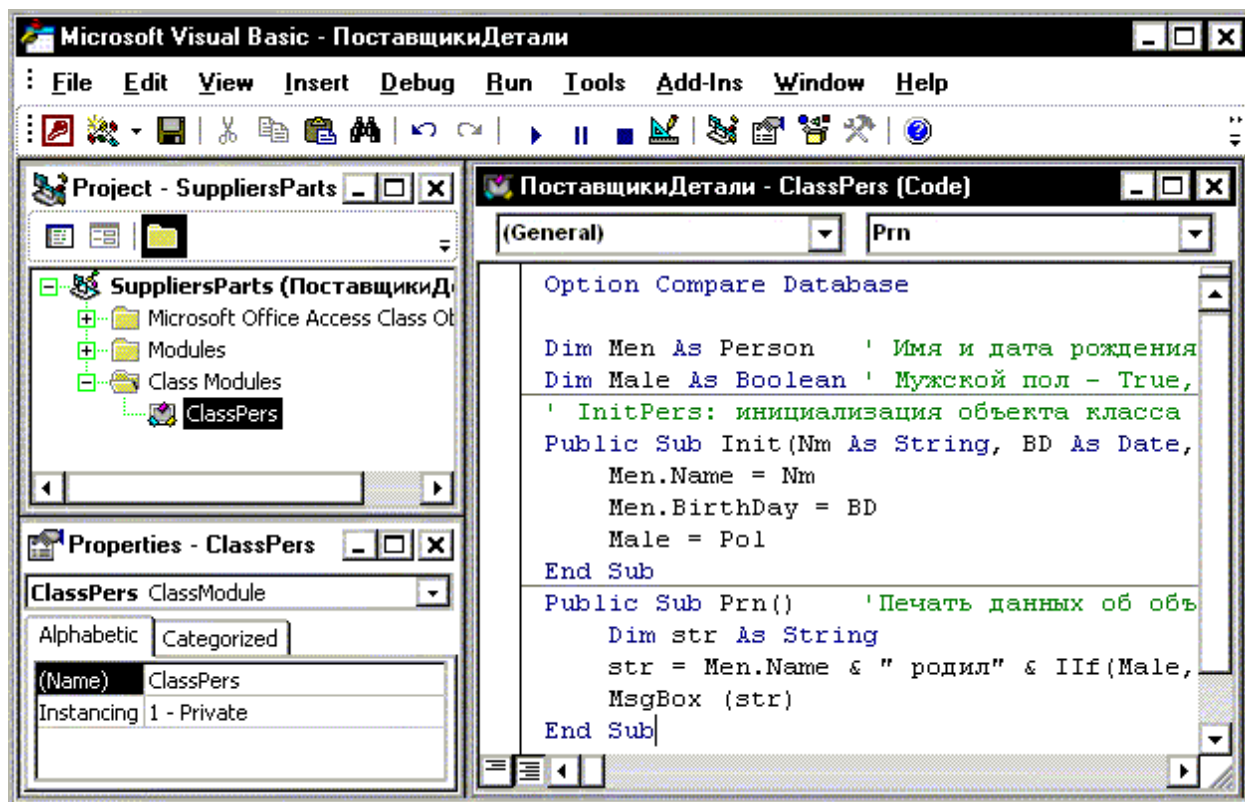 Microsoft Visual Basic - ПоставщикиДетали
File Edit View Insert Debug Run Tools Add-Ins Window Help
Project - SuppliersParts
SuppliersParts (ПоставщикиД
Microsoft Office Access Class Ob
Modules
Class Modules
ClassPers
Properties - ClassPers
ClassPers ClassModule
Alphabetic Categorized
(Name) ClassPers
Instancing 1 - Private
ПоставщикиДетали - ClassPers (Code)
(General) Prn
Option Compare Database
Dim Men As Person ' Имя и дата рождения
Dim Male As Boolean ' Мужской пол - True,
' InitPers: инициализация объекта класса
Public Sub Init(Nm As String, BD As Date,
Men.Name = Nm
Men.BirthDay = BD
Male = Pol
End Sub
Public Sub Prn() 'Печать данных об объ
Dim str As String
str = Men.Name & " родил" & IIf(Male,
MsgBox (str)
End Sub